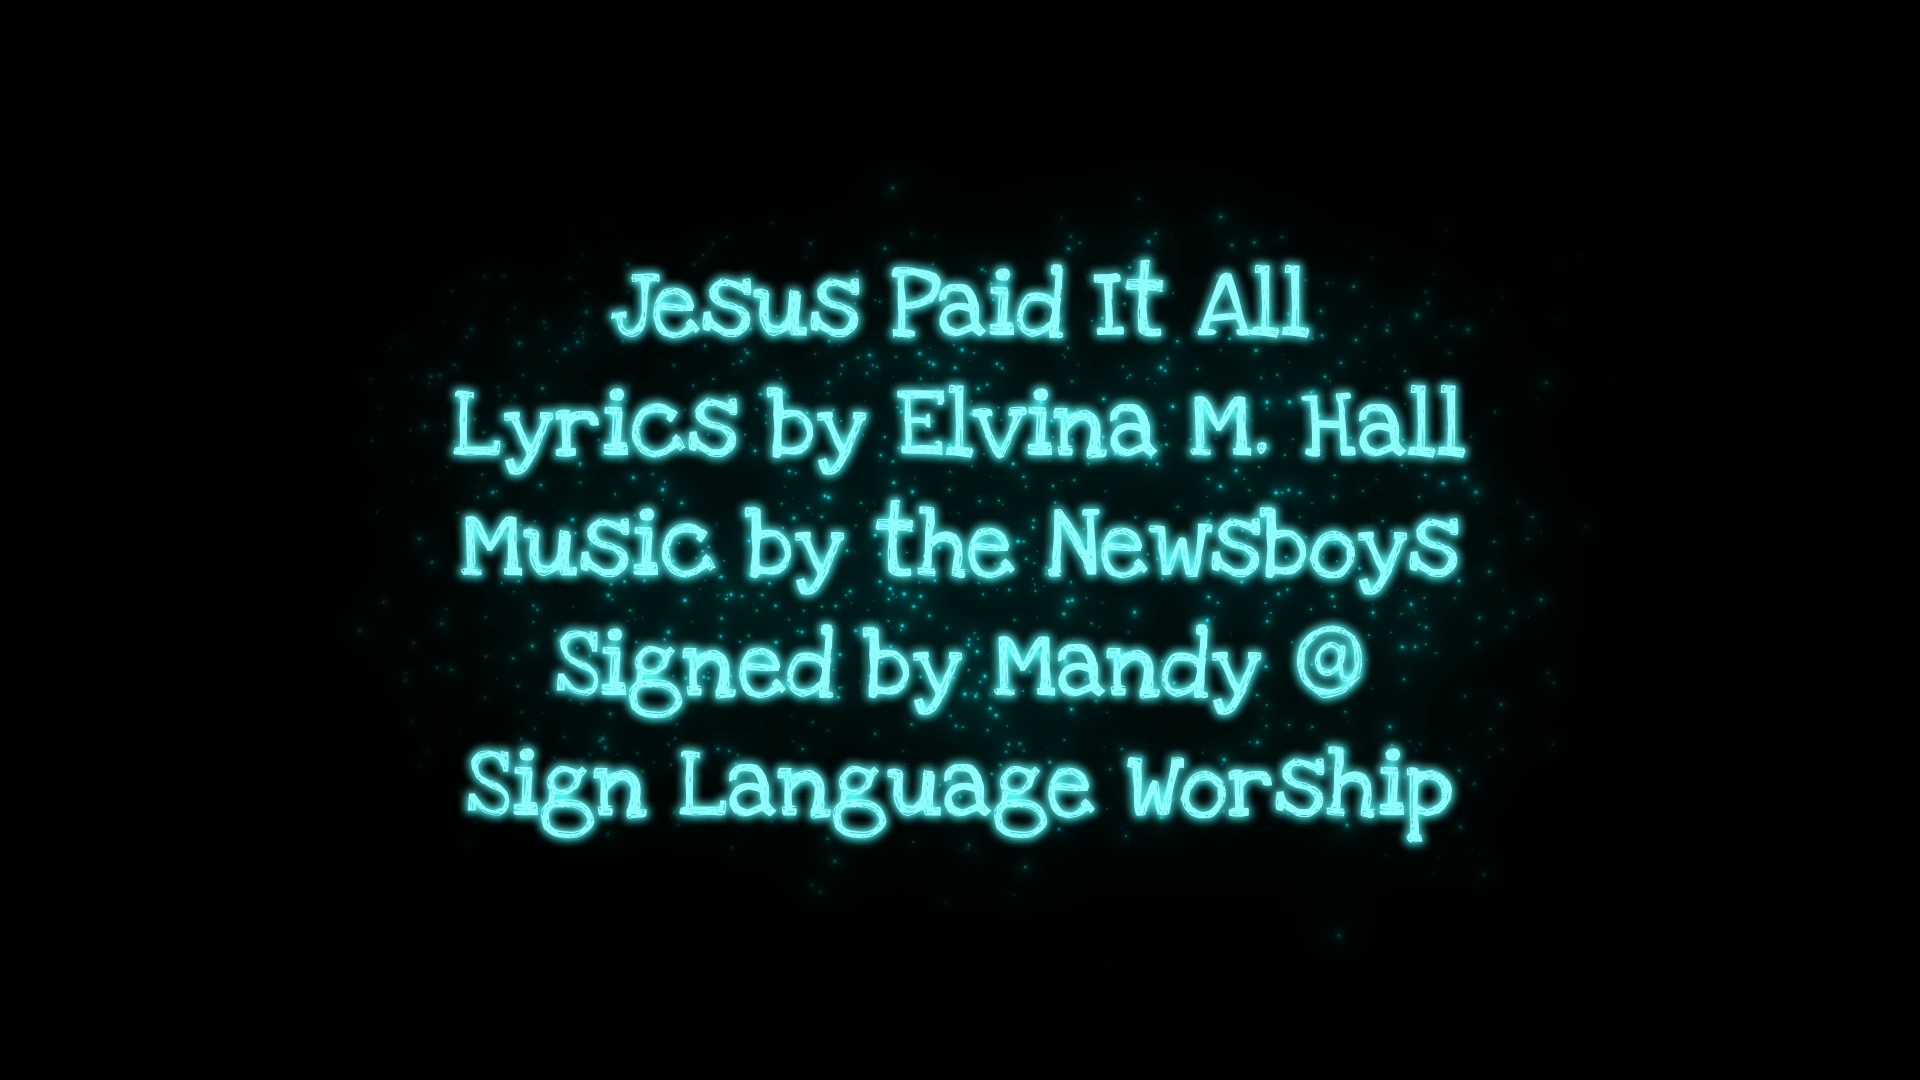 Jesus Paid It All
Lyrics by Elvina M. Hall
Music by the Newsboys
Signed by Mandy @
Sign Language Worship